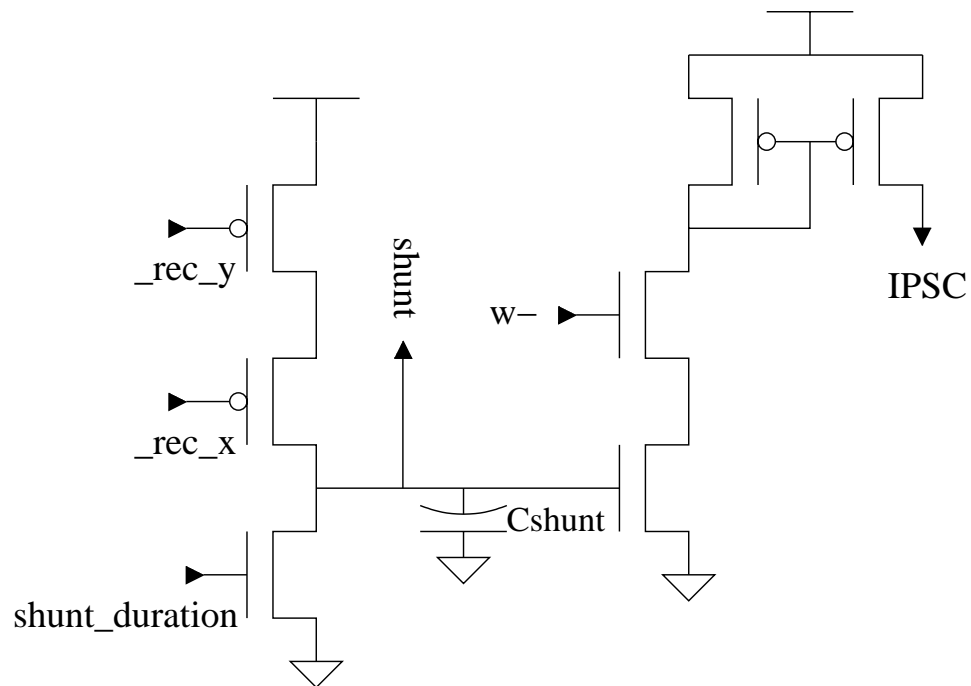 _rec_y
shunt
IPSC
w−
_rec_x
Cshunt
shunt_duration